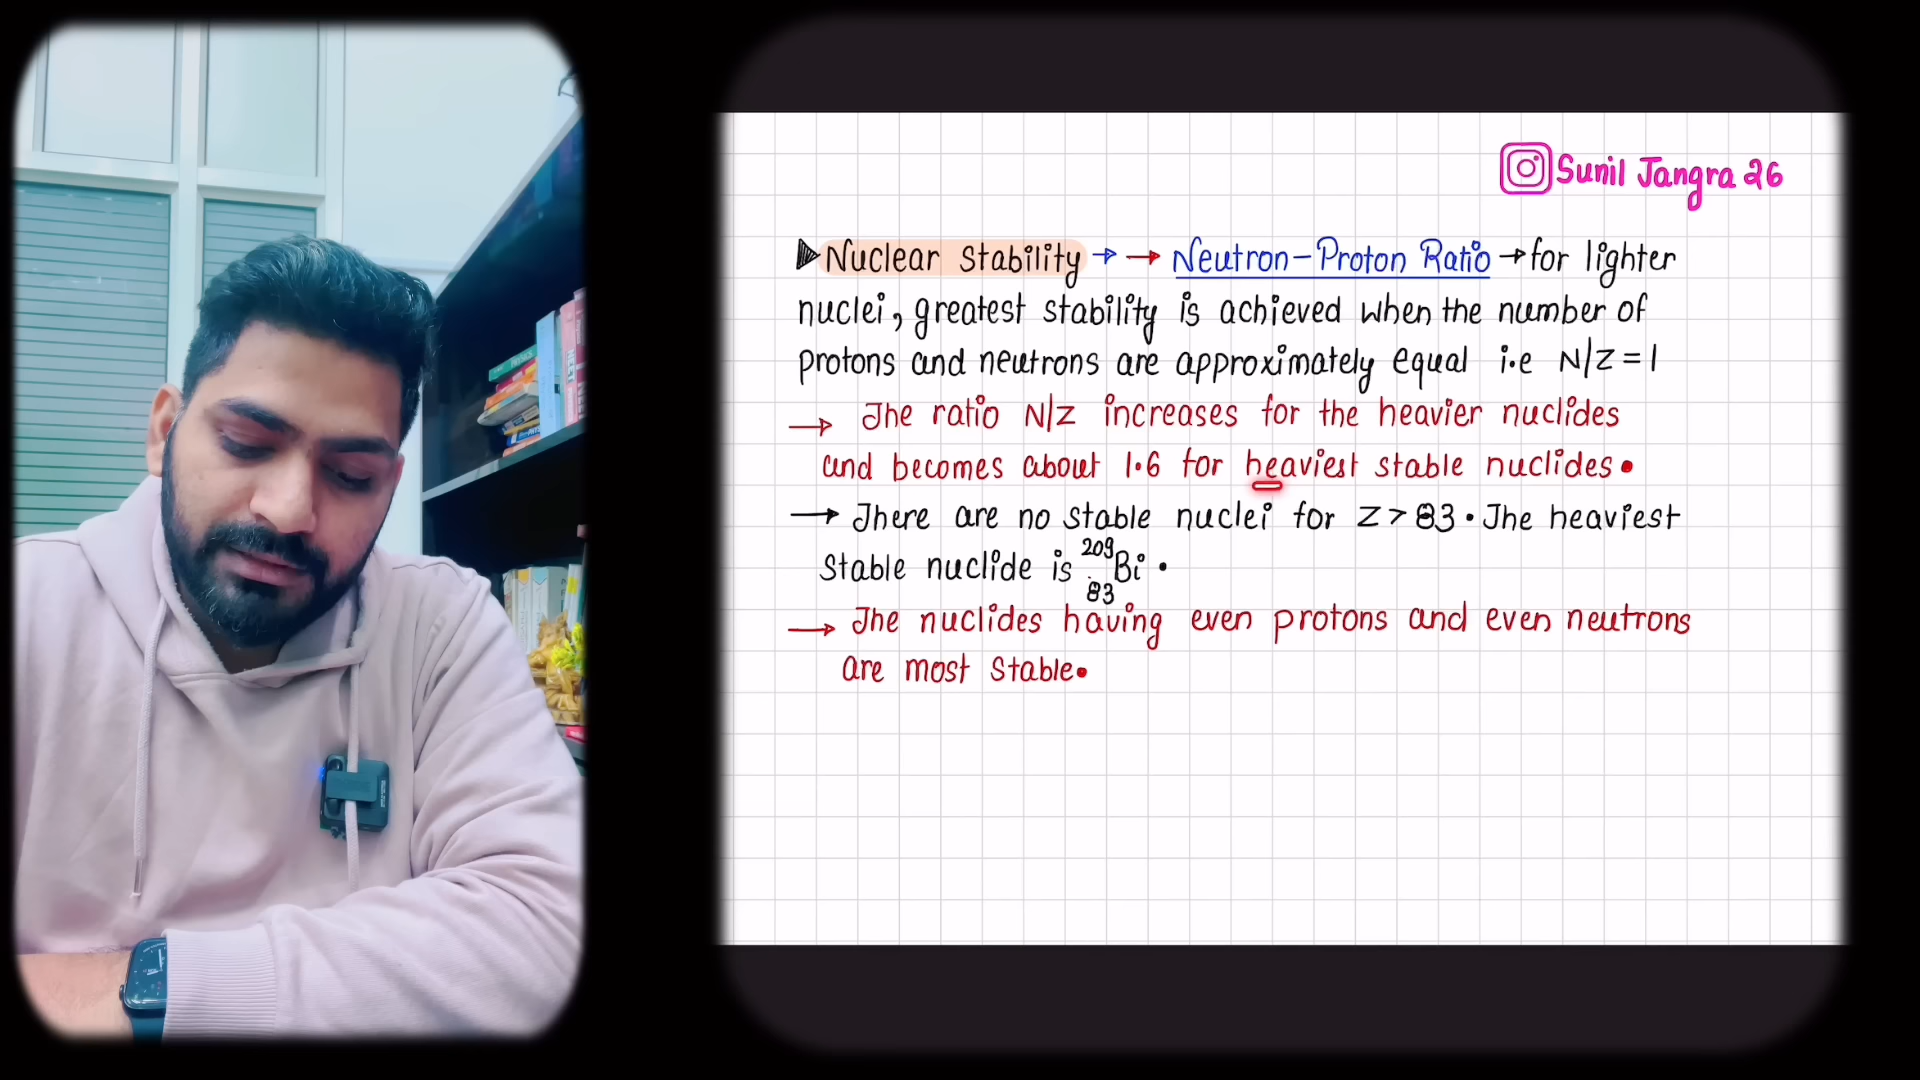 Sunil Jangra 26
Nuclear Stability → → Neutron-Proton Ratio → for lighter
nuclei, greatest stability is achieved when the number of
protons and neutrons are approximately equal i.e N/Z = 1
→ The ratio N/Z increases for the heavier nuclides
and becomes about 1.6 for heaviest stable nuclides.
→ There are no stable nuclei for Z > 83. The heaviest
Stable nuclide is ²⁰⁹₈₃Bi.
→ The nuclides having even protons and even neutrons
are most stable.
PHYSICS